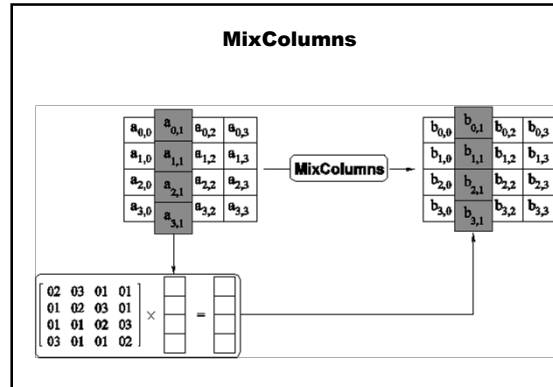 MixColumns
a0,0 a0,1 a0,2 a0,3
a1,0 a1,1 a1,2 a1,3
a2,0 a2,1 a2,2 a2,3
a3,0 a3,1 a3,2 a3,3
MixColumns
b0,0 b0,1 b0,2 b0,3
b1,0 b1,1 b1,2 b1,3
b2,0 b2,1 b2,2 b2,3
b3,0 b3,1 b3,2 b3,3
02 03 01 01
01 02 03 01
01 01 02 03
03 01 01 02
× =